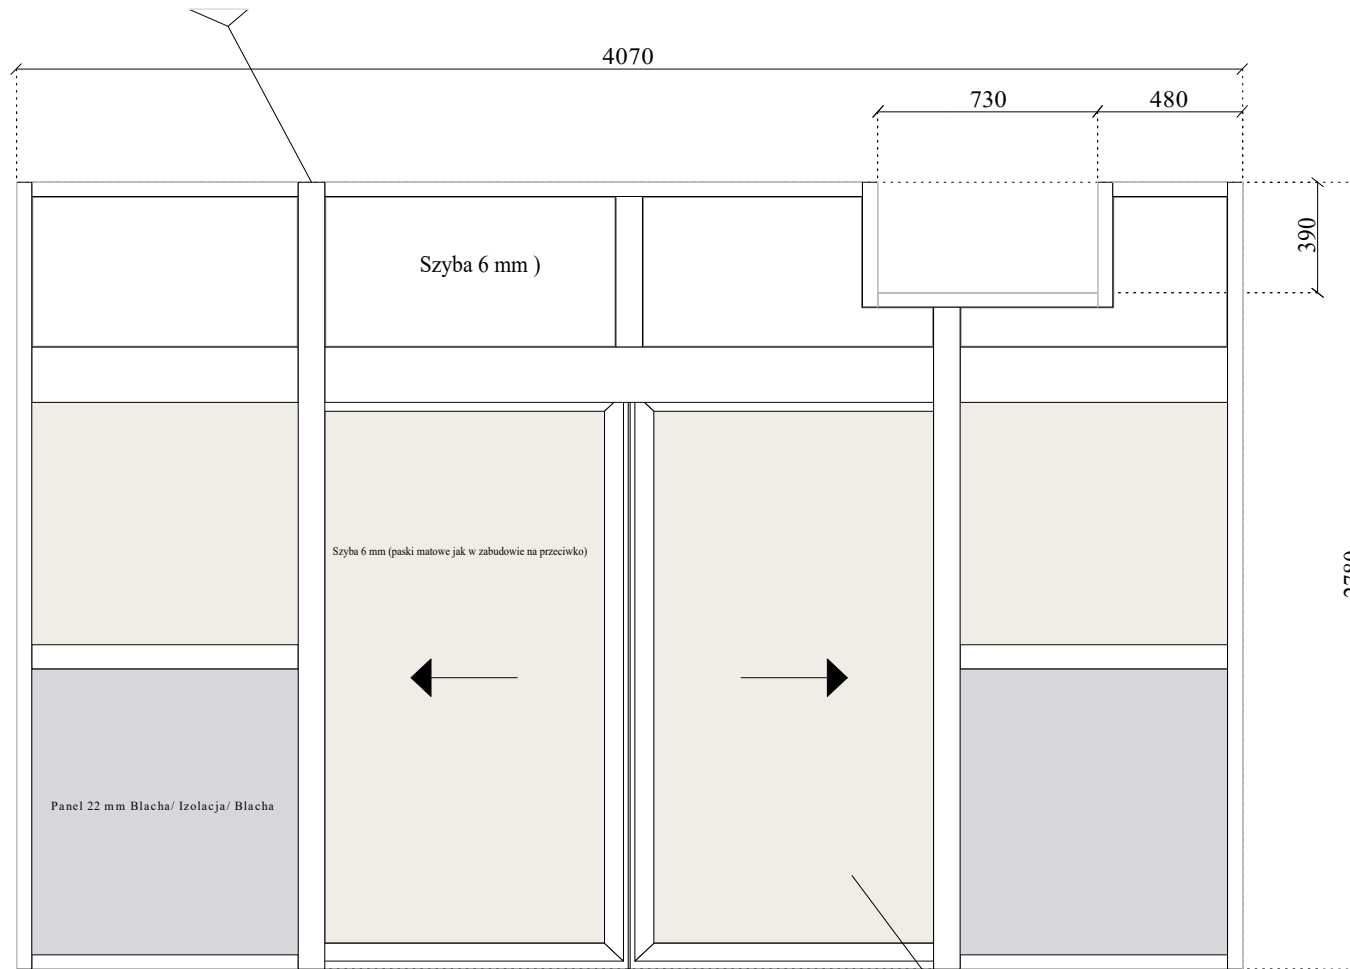 4070
730
480
390
Szyba 6 mm )
Szyba 6 mm (paski matowe jak w zabudowie na przeciwko)
Panel 22 mm Blacha/ Izolacja/ Blacha